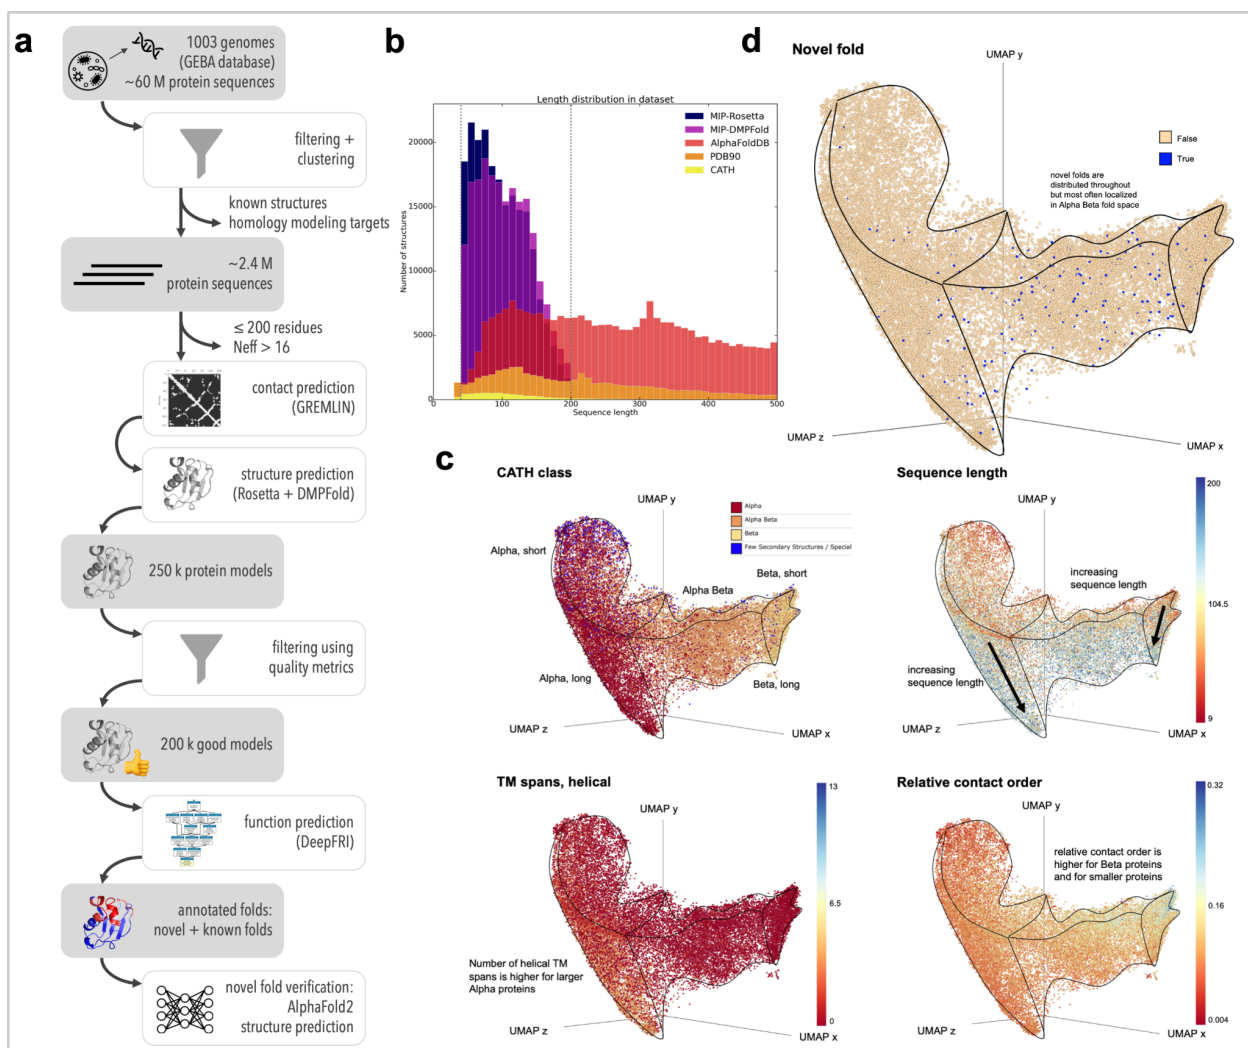 a
1003 genomes
(GEBA database)
~60 M protein sequences
filtering +
clustering
known structures
homology modeling targets
~2.4 M
protein sequences
≤ 200 residues
Neff > 16
contact prediction
(GREMLIN)
structure prediction
(Rosetta + DMPFold)
250 k protein models
filtering using
quality metrics
200 k good models
function prediction
(DeepFRI)
annotated folds:
novel + known folds
novel fold verification:
AlphaFold2
structure prediction
b
Length distribution in dataset
MIP-Rosetta
MIP-DMPFold
AlphaFoldDB
PDB90
CATH
Number of structures
20000
15000
10000
5000
0
0
100
200
300
400
500
Sequence length
d
Novel fold
UMAP y
False
True
novel folds are
distributed throughout
but most often localized
in Alpha Beta fold space
UMAP z
UMAP x
c
CATH class
UMAP y
Alpha
Alpha Beta
Beta
Few Secondary Structures / Special
Alpha, short
Alpha Beta
Beta, short
Alpha, long
Beta, long
UMAP z
UMAP x
Sequence length
UMAP y
200
104.5
9
increasing
sequence length
increasing
sequence length
UMAP z
UMAP x
TM spans, helical
UMAP y
13
6.5
0
Number of helical TM
spans is higher for larger
Alpha proteins
UMAP z
UMAP x
Relative contact order
UMAP y
0.32
0.16
0.004
relative contact order is
higher for Beta proteins
and for smaller proteins
UMAP z
UMAP x